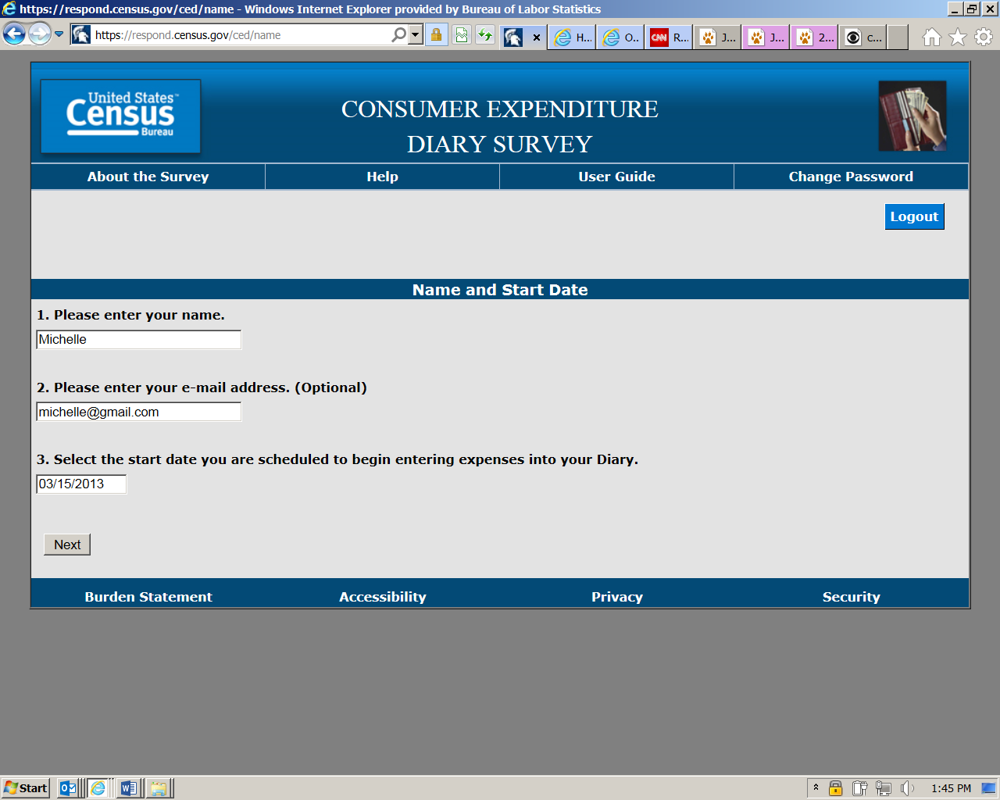 https://respond.census.gov/ced/name - Windows Internet Explorer provided by Bureau of Labor Statistics
https://respond.census.gov/ced/name
H...
O...
CNN R...
J...
J...
2...
c...
United States™
Census
Bureau
CONSUMER EXPENDITURE
DIARY SURVEY
About the Survey
Help
User Guide
Change Password
Logout
Name and Start Date
1. Please enter your name.
Michelle
2. Please enter your e-mail address. (Optional)
michelle@gmail.com
3. Select the start date you are scheduled to begin entering expenses into your Diary.
03/15/2013
Next
Burden Statement
Accessibility
Privacy
Security
Start
1:45 PM